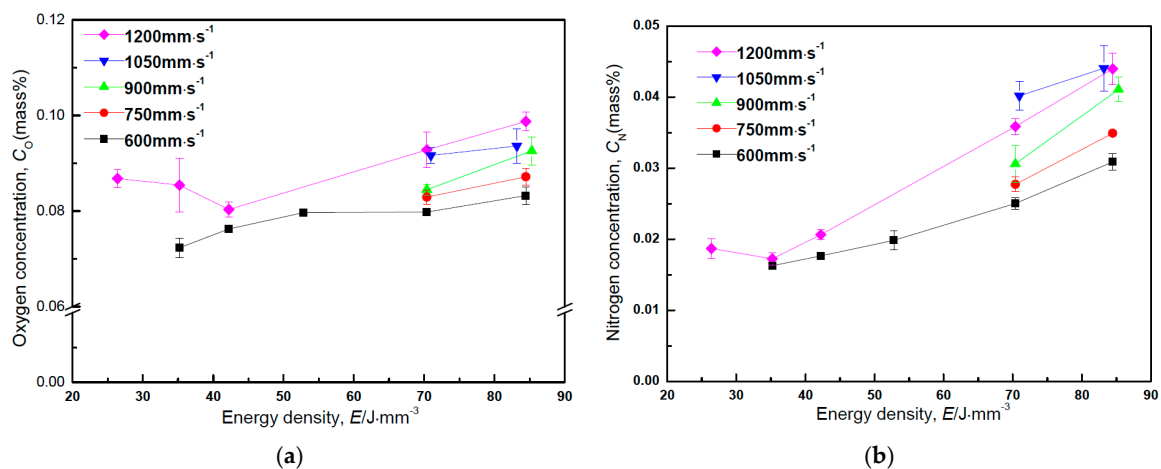 0.12
0.10
0.08
0.06
0.00
Oxygen concentration, C_O(mass%)
1200mm·s⁻¹
1050mm·s⁻¹
900mm·s⁻¹
750mm·s⁻¹
600mm·s⁻¹
20 30 40 50 60 70 80 90
Energy density, E/J·mm⁻³
(a)
0.05
0.04
0.03
0.02
0.01
0.00
Nitrogen concentration, C_N(mass%)
1200mm·s⁻¹
1050mm·s⁻¹
900mm·s⁻¹
750mm·s⁻¹
600mm·s⁻¹
20 30 40 50 60 70 80 90
Energy density, E/J·mm⁻³
(b)